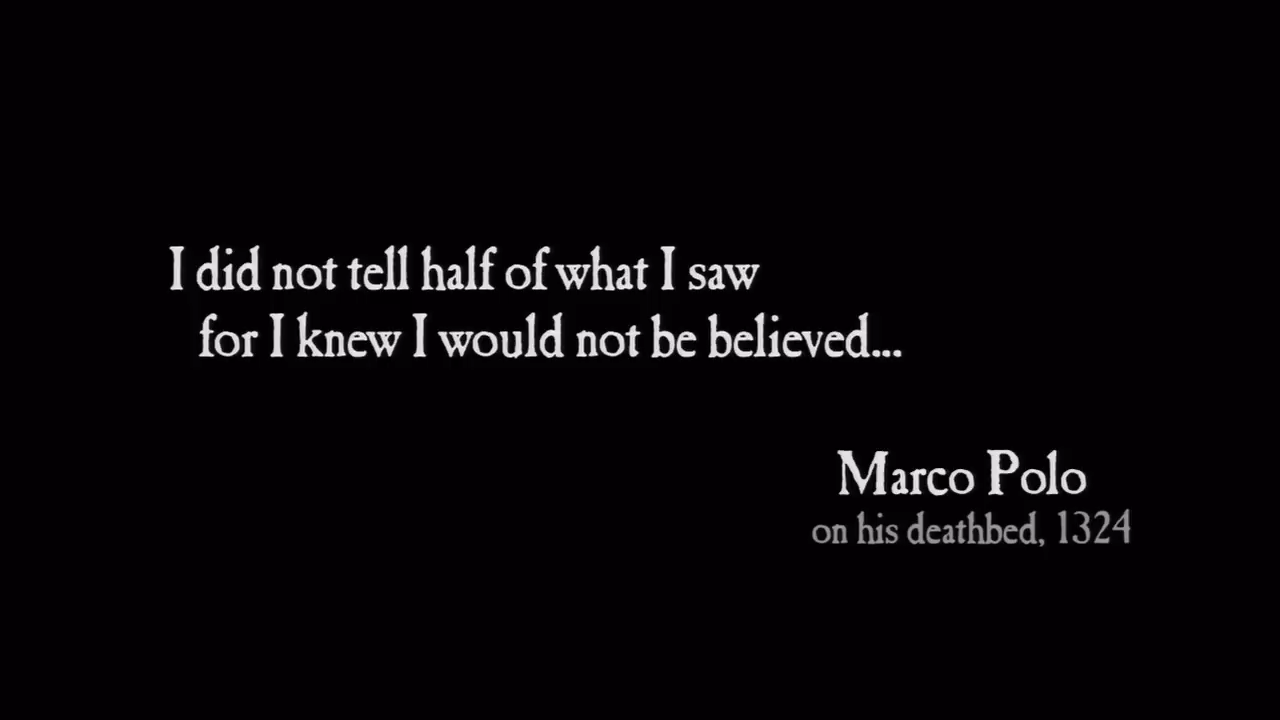 I did not tell half of what I saw
for I knew I would not be believed...
Marco Polo
on his deathbed, 1324